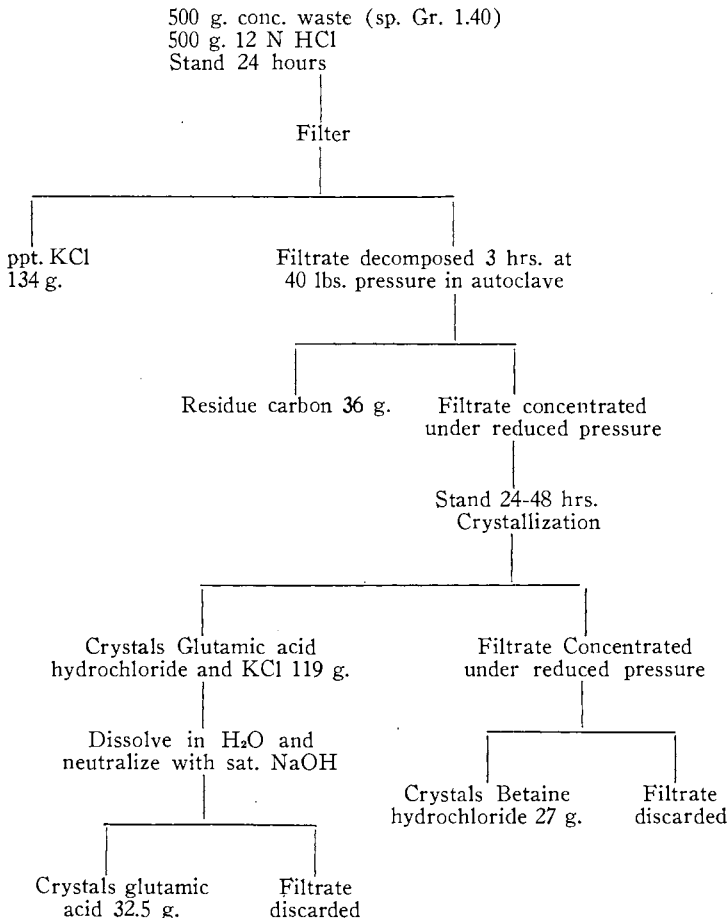 500 g. conc. waste (sp. Gr. 1.40)
500 g. 12 N HCl
Stand 24 hours
Filter
ppt. KCl
134 g.
Filtrate decomposed 3 hrs. at
40 lbs. pressure in autoclave
Residue carbon 36 g.
Filtrate concentrated
under reduced pressure
Stand 24-48 hrs.
Crystallization
Crystals Glutamic acid
hydrochloride and KCl 119 g.
Filtrate Concentrated
under reduced pressure
Dissolve in H₂O and
neutralize with sat. NaOH
Crystals Betaine
hydrochloride 27 g.
Filtrate
discarded
Crystals glutamic
acid 32.5 g.
Filtrate
discarded